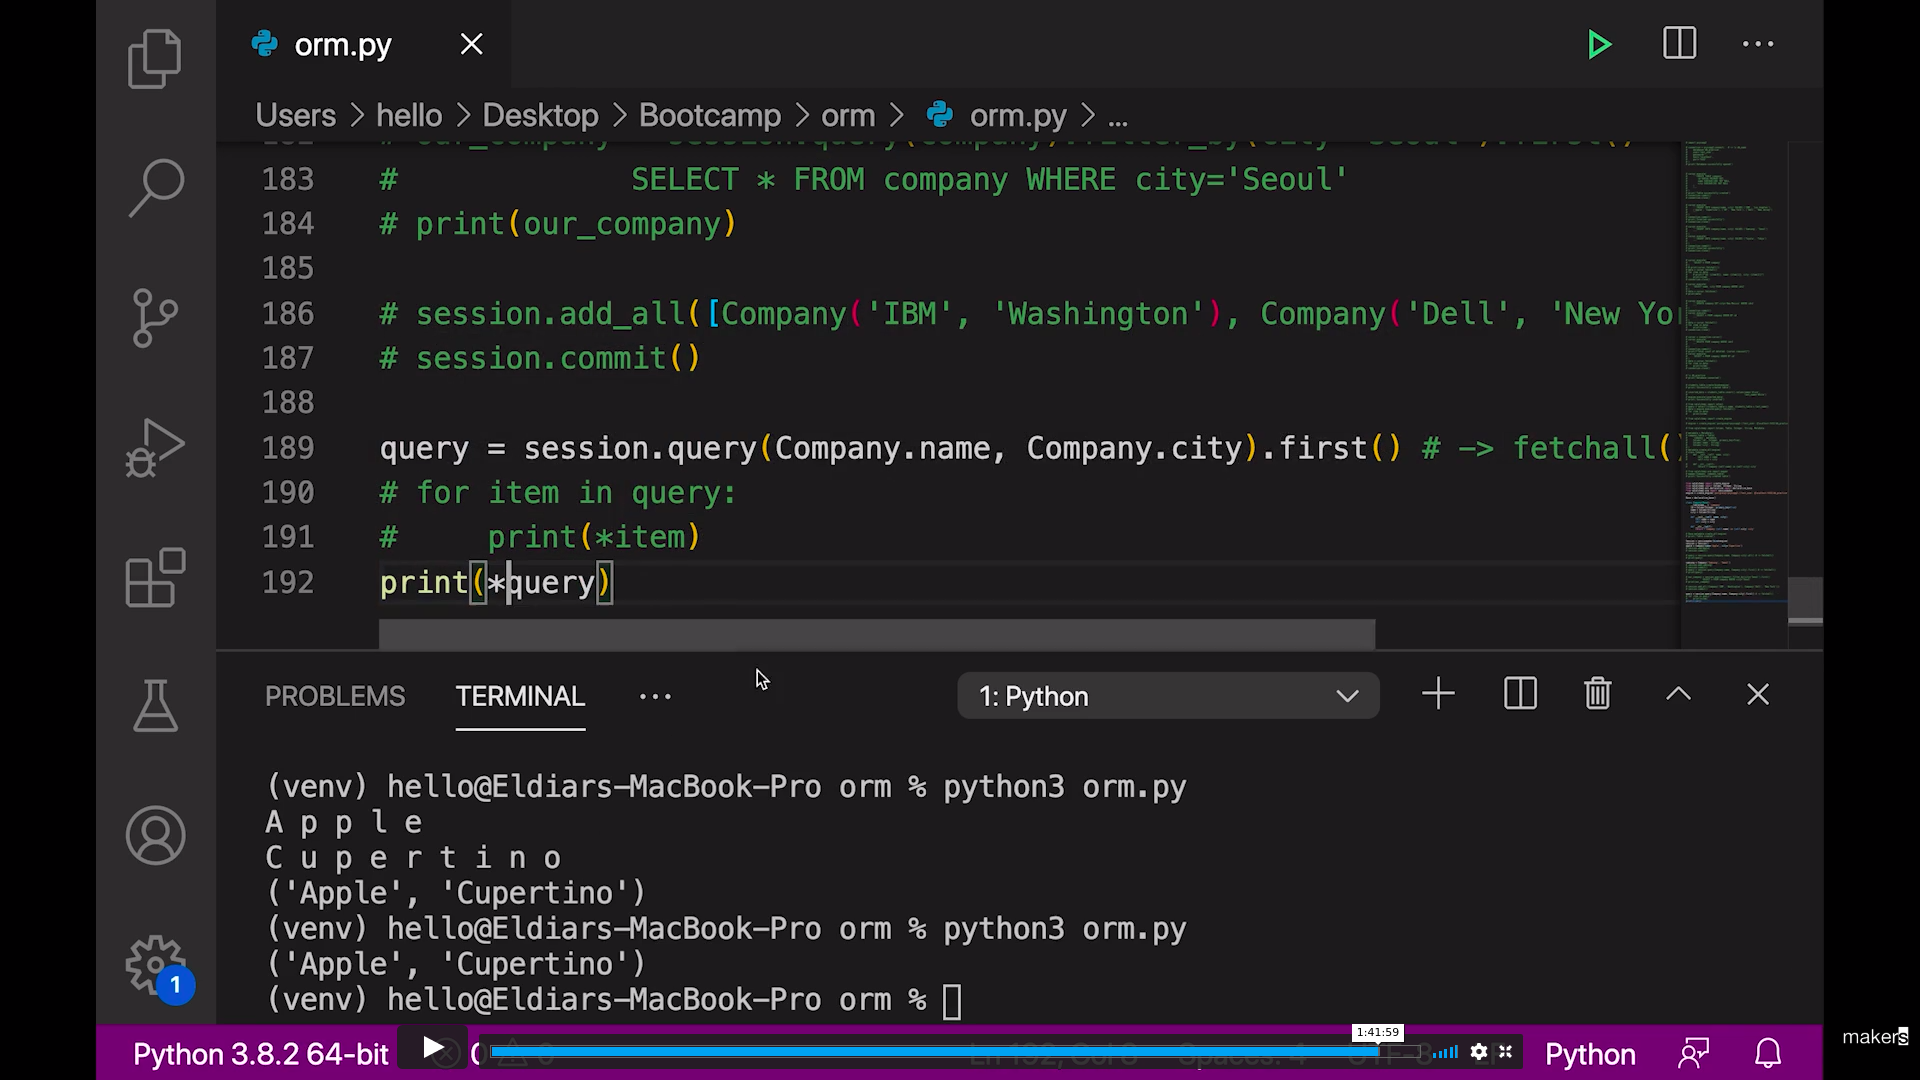 orm.py
Users > hello > Desktop > Bootcamp > orm > orm.py > ...
183 # SELECT * FROM company WHERE city='Seoul'
184 # print(our_company)
185
186 # session.add_all([Company('IBM', 'Washington'), Company('Dell', 'New Yo
187 # session.commit()
188
189 query = session.query(Company.name, Company.city).first() # -> fetchall()
190 # for item in query:
191 # print(*item)
192 print(*query)
PROBLEMS TERMINAL ... 1: Python
(venv) hello@Eldiars-MacBook-Pro orm % python3 orm.py
A p p l e
C u p e r t i n o
('Apple', 'Cupertino')
(venv) hello@Eldiars-MacBook-Pro orm % python3 orm.py
('Apple', 'Cupertino')
(venv) hello@Eldiars-MacBook-Pro orm %
1
1:41:59
Python 3.8.2 64-bit Python
makers